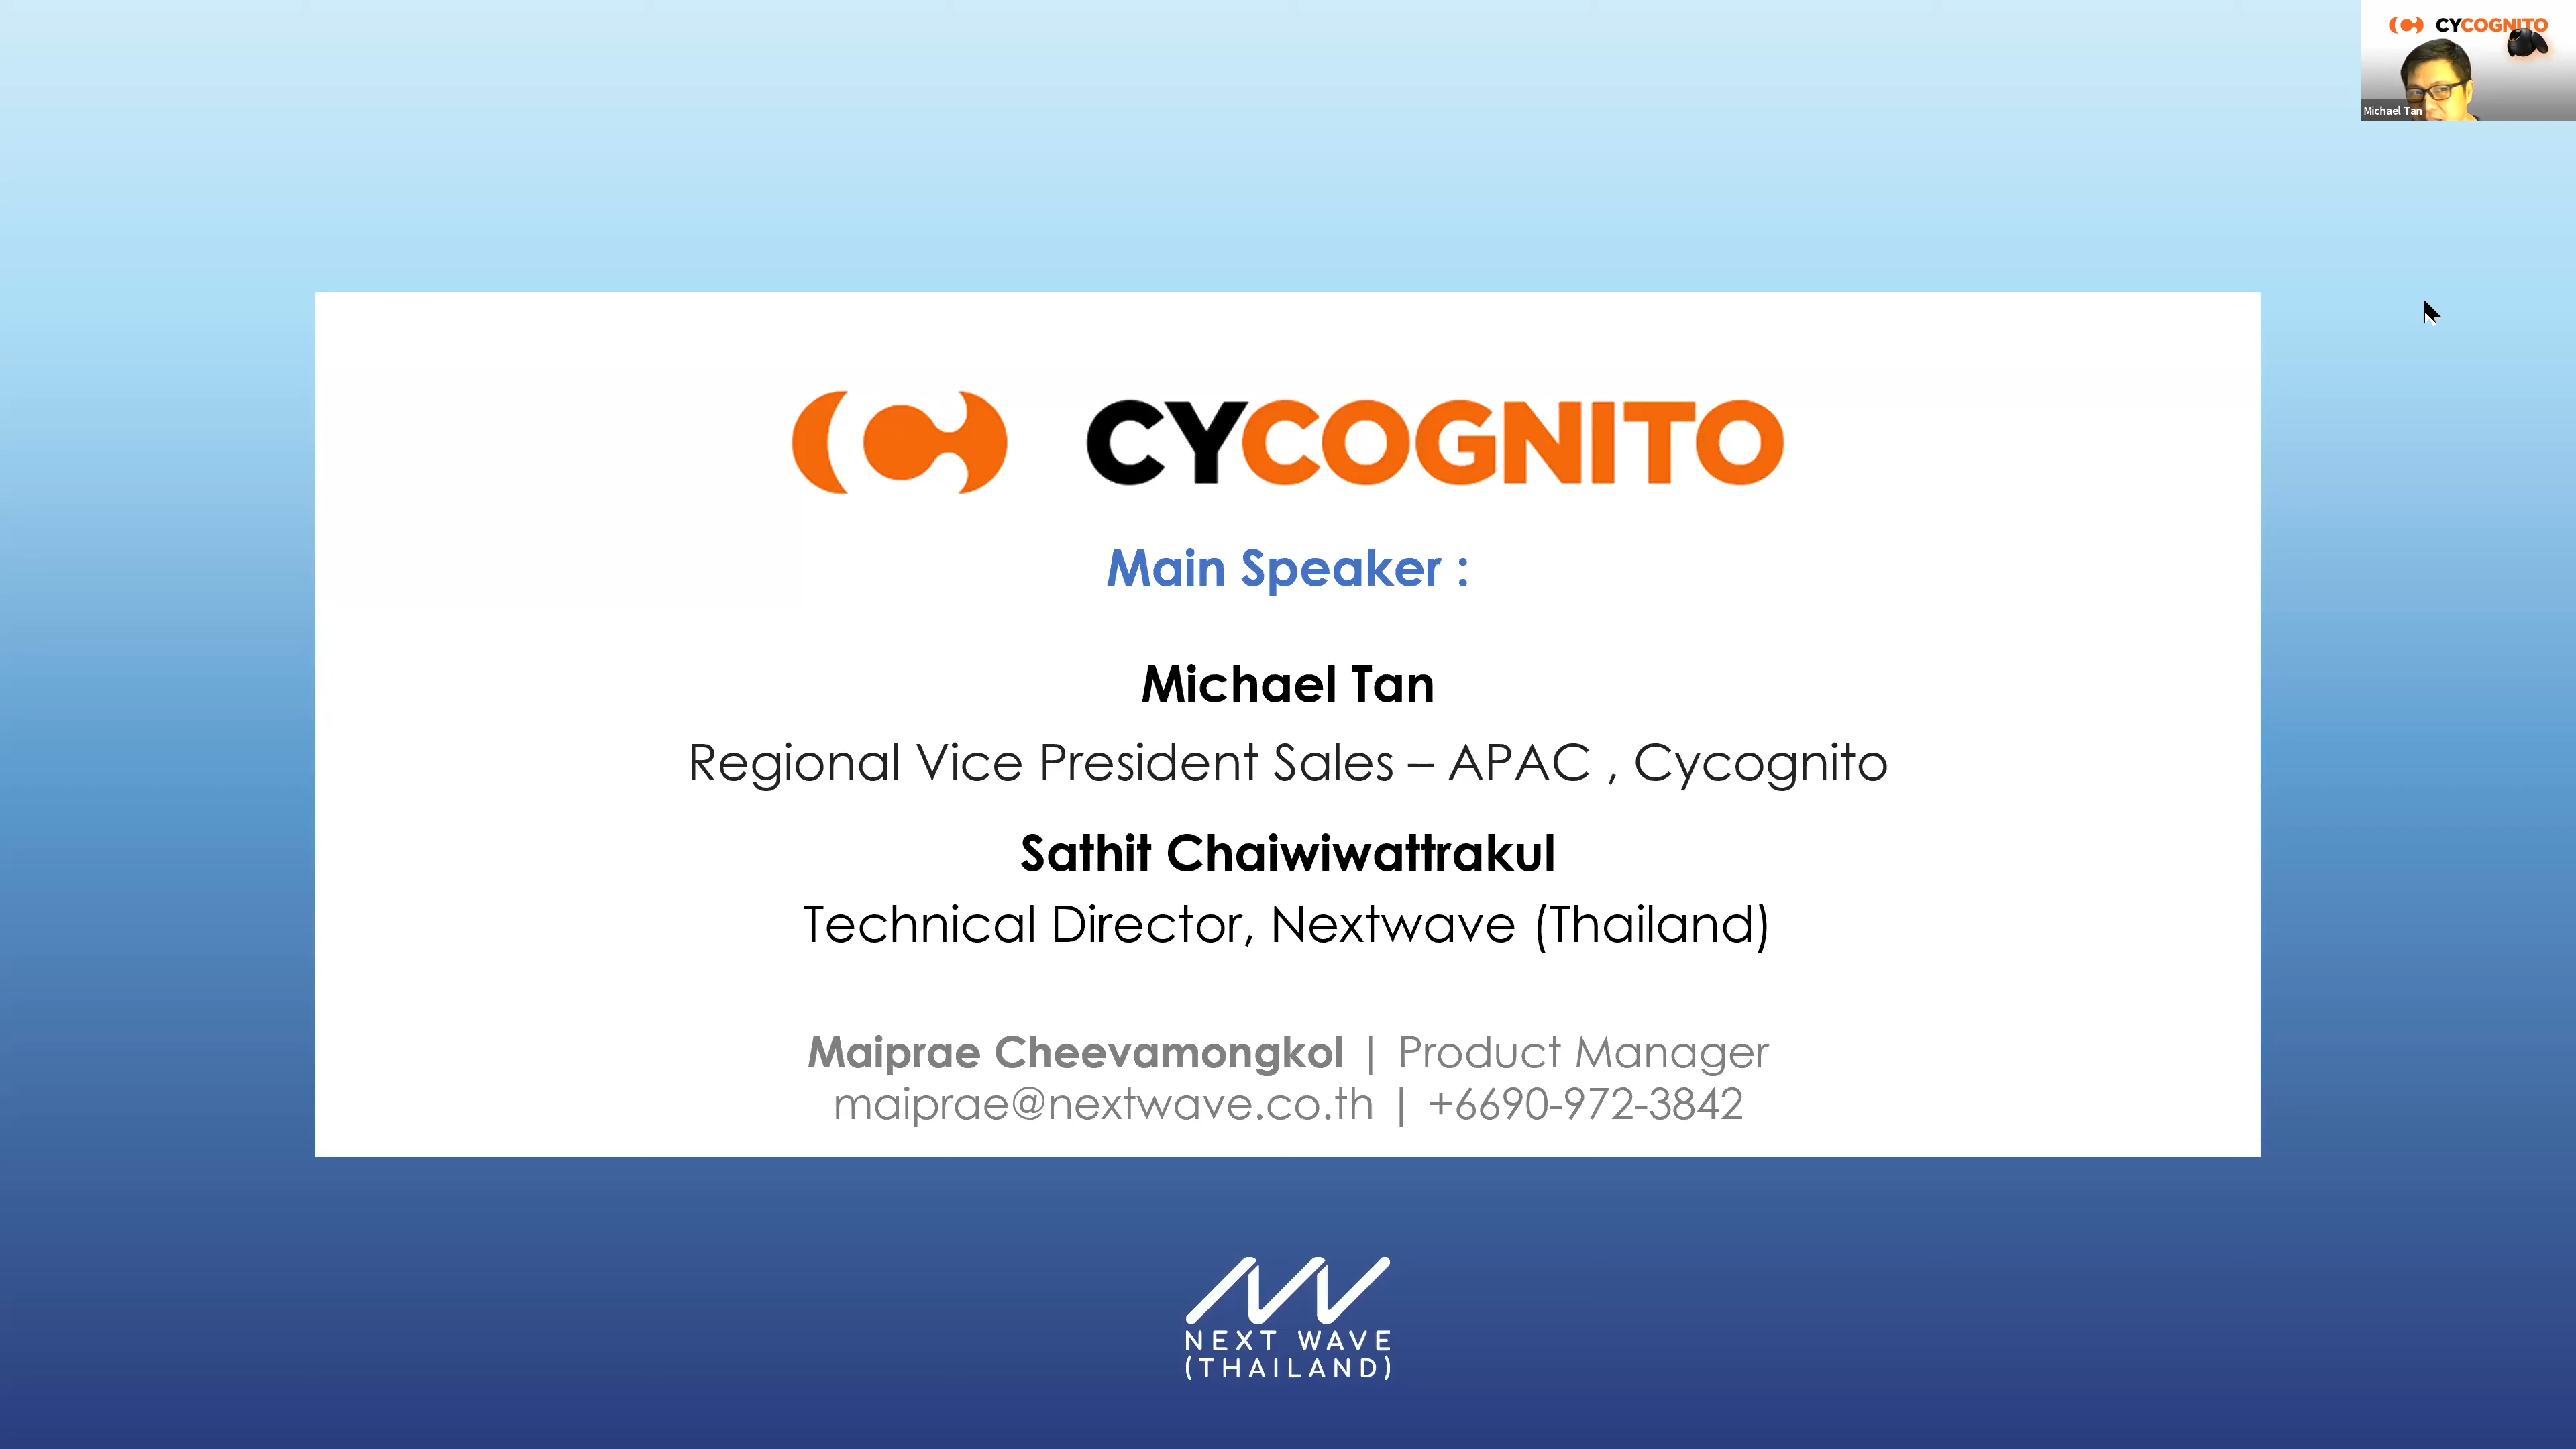 CYCOGNITO
Michael Tan
CYCOGNITO
Main Speaker :
Michael Tan
Regional Vice President Sales – APAC , Cycognito
Sathit Chaiwiwattrakul
Technical Director, Nextwave (Thailand)
Maiprae Cheevamongkol | Product Manager
maiprae@nextwave.co.th | +6690-972-3842
NEXT WAVE
(THAILAND)